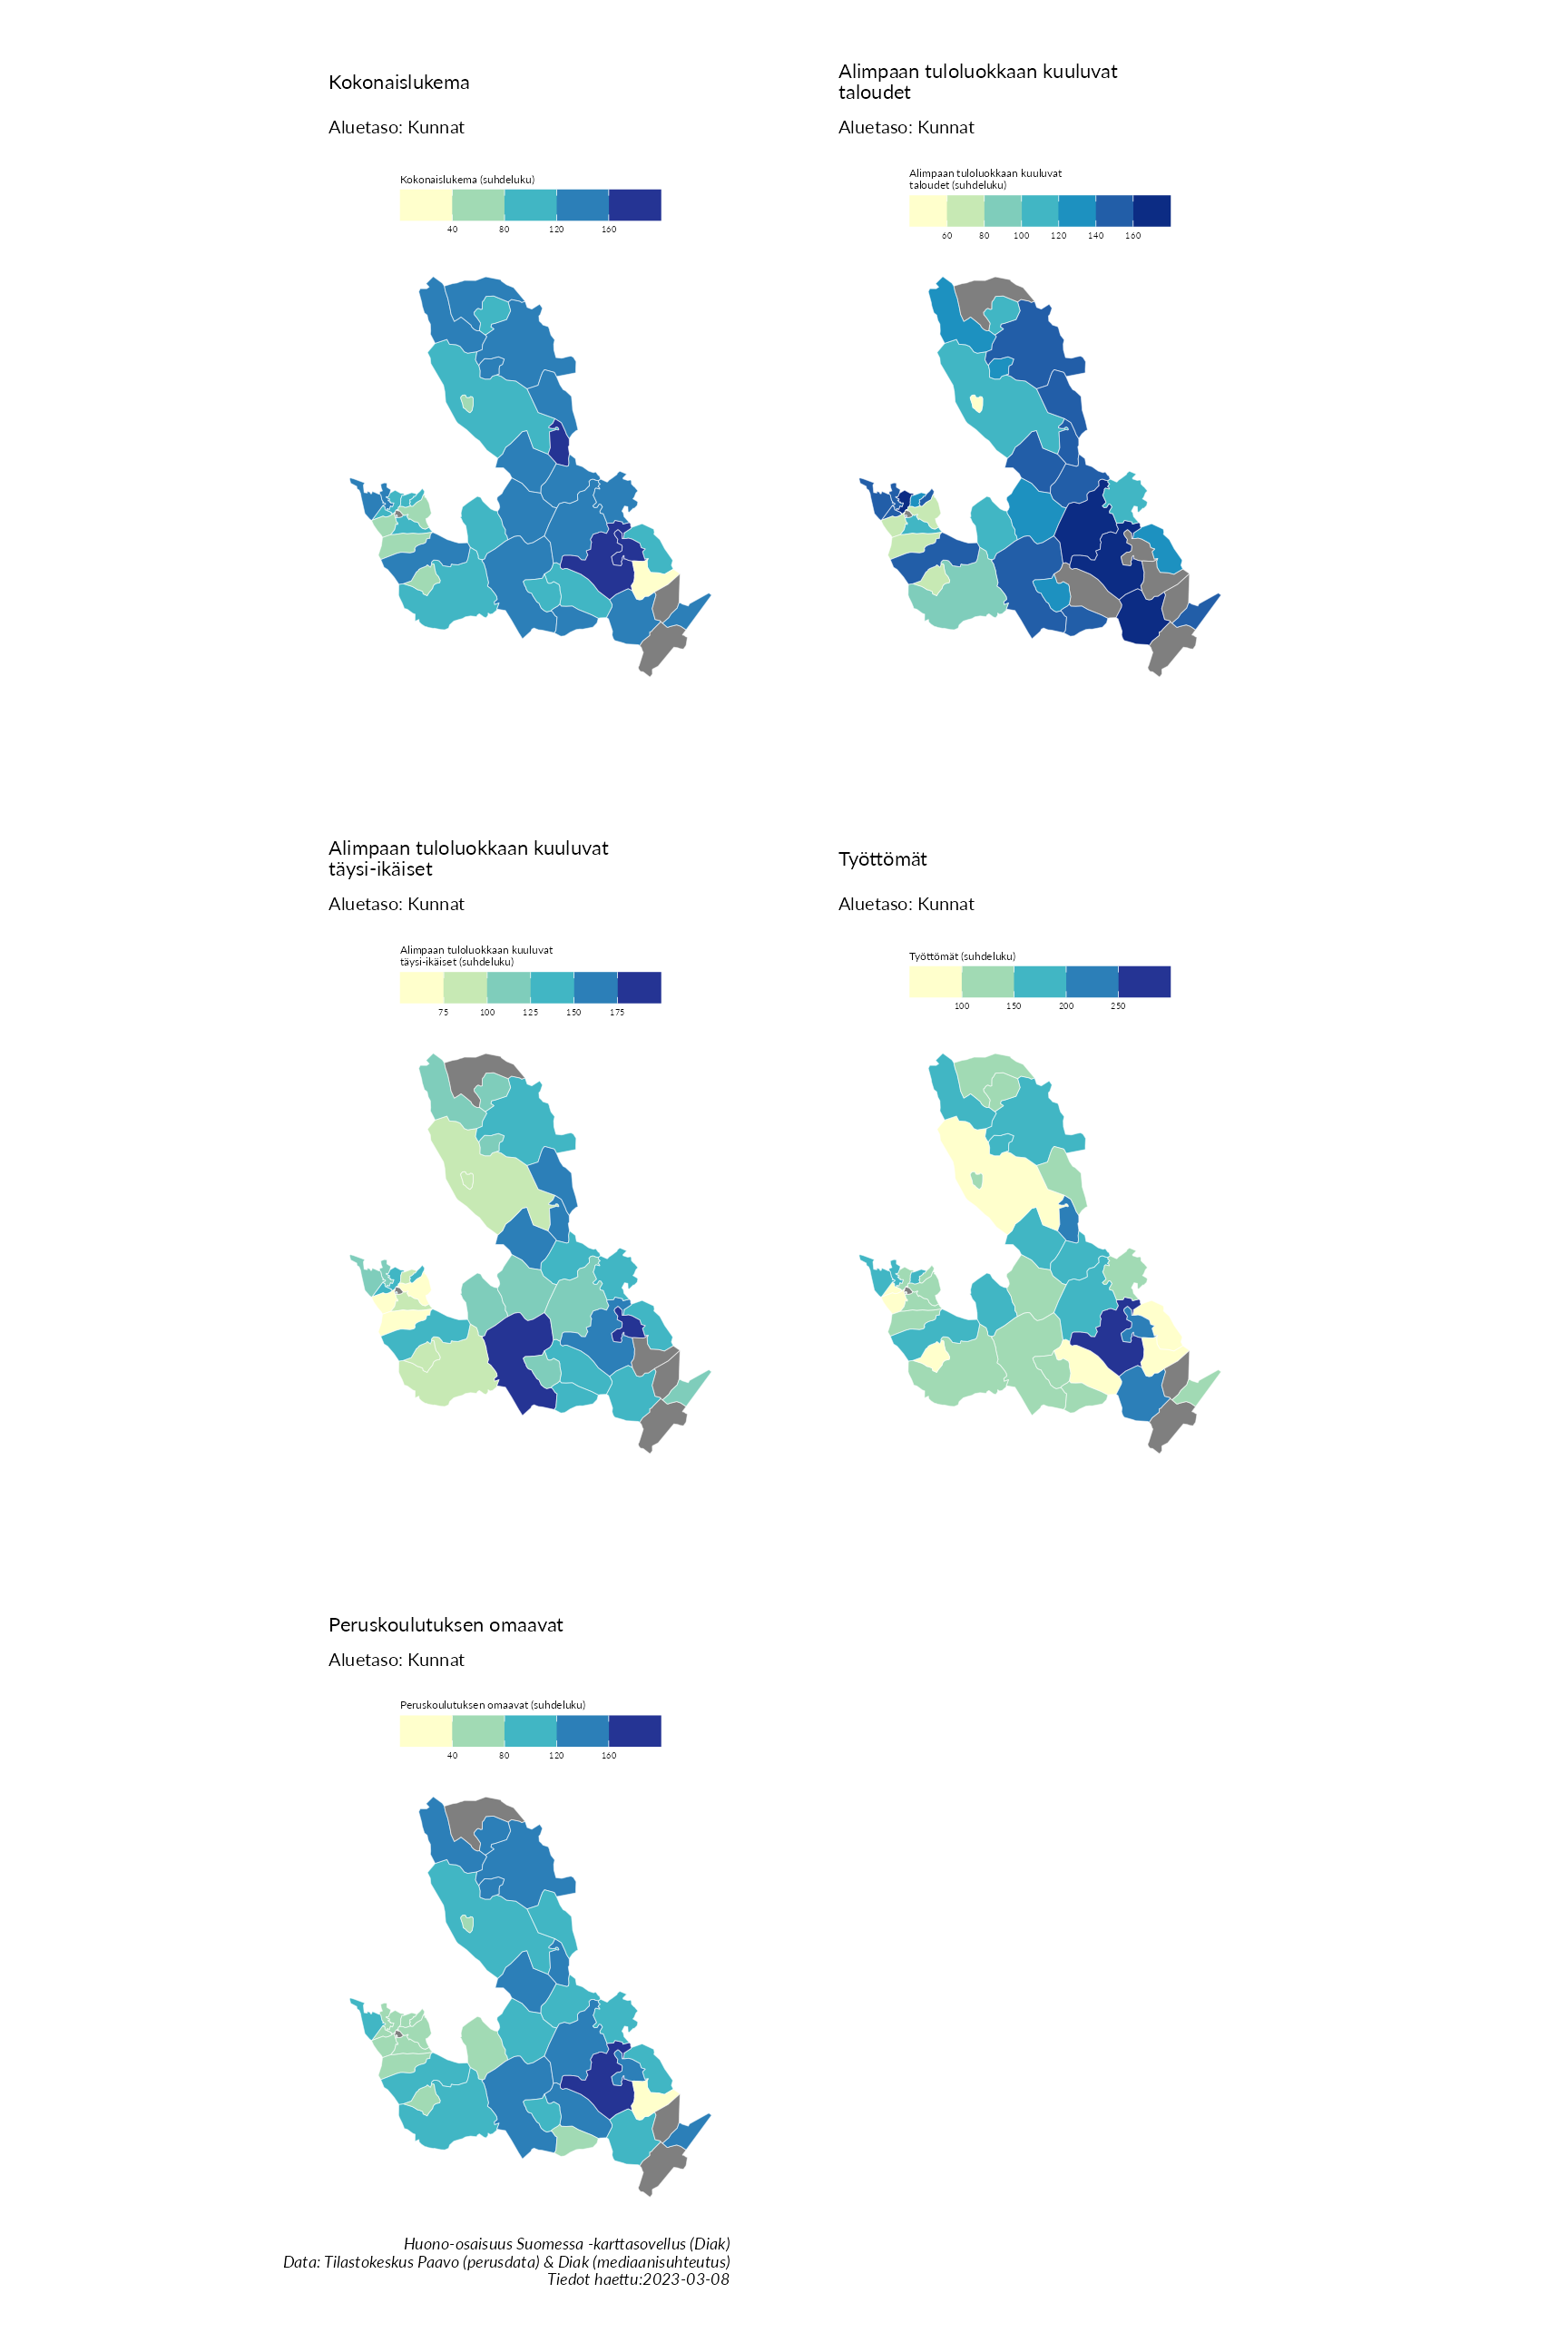 Kokonaislukema
Aluetaso: Kunnat
Kokonaislukema (suhdeluku)
40 80 120 160
Alimpaan tuloluokkaan kuuluvat
taloudet
Aluetaso: Kunnat
Alimpaan tuloluokkaan kuuluvat
taloudet (suhdeluku)
60 80 100 120 140 160
Alimpaan tuloluokkaan kuuluvat
täysi-ikäiset
Aluetaso: Kunnat
Alimpaan tuloluokkaan kuuluvat
täysi-ikäiset (suhdeluku)
75 100 125 150 175
Työttömät
Aluetaso: Kunnat
Työttömät (suhdeluku)
100 150 200 250
Peruskoulutuksen omaavat
Aluetaso: Kunnat
Peruskoulutuksen omaavat (suhdeluku)
40 80 120 160
Huono-osaisuus Suomessa -karttasovellus (Diak)
Data: Tilastokeskus Paavo (perusdata) & Diak (mediaanisuhteutus)
Tiedot haettu:2023-03-08